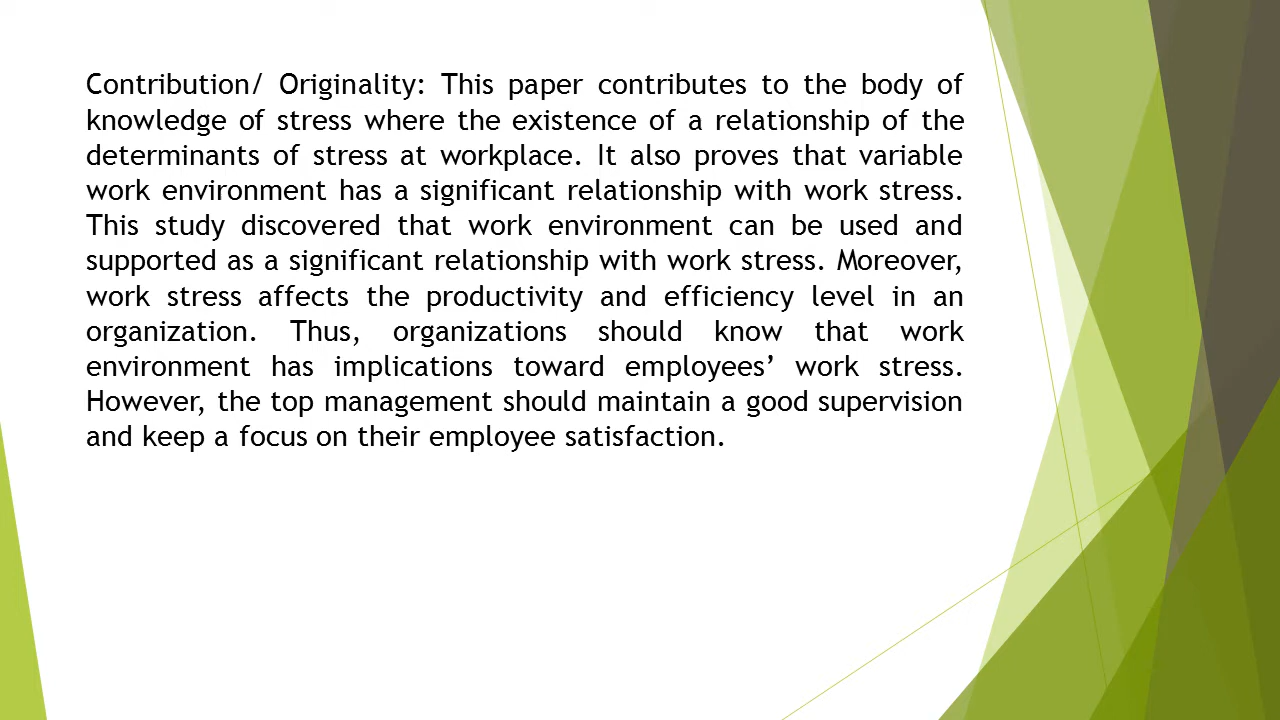 Contribution/ Originality: This paper contributes to the body of
knowledge of stress where the existence of a relationship of the
determinants of stress at workplace. It also proves that variable
work environment has a significant relationship with work stress.
This study discovered that work environment can be used and
supported as a significant relationship with work stress. Moreover,
work stress affects the productivity and efficiency level in an
organization. Thus, organizations should know that work
environment has implications toward employees’ work stress.
However, the top management should maintain a good supervision
and keep a focus on their employee satisfaction.